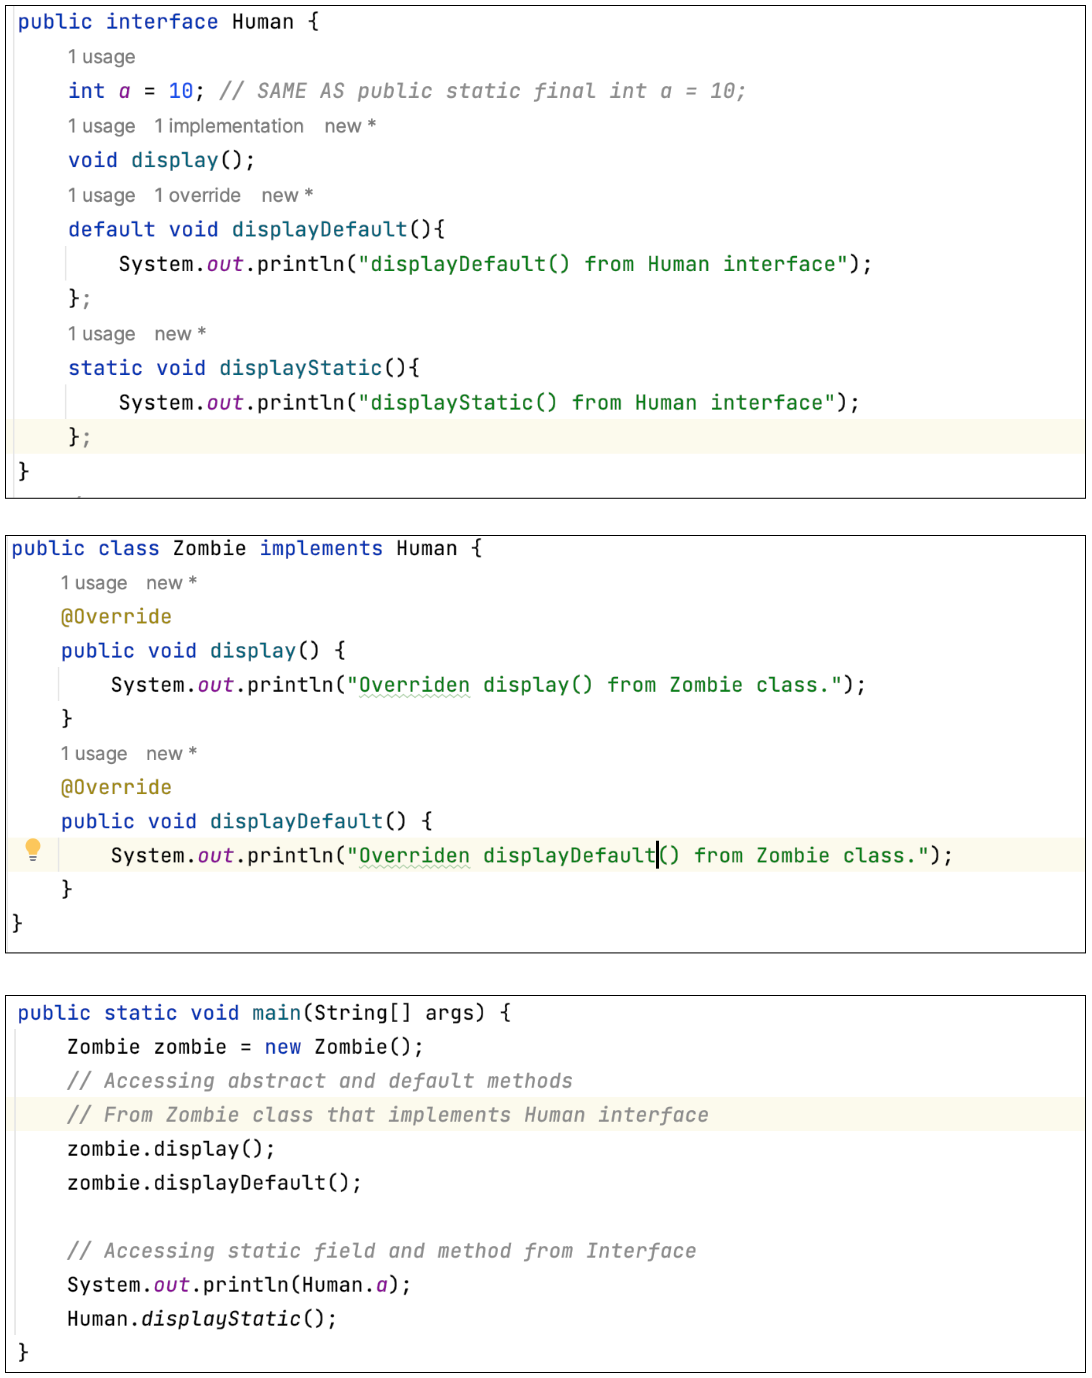 public interface Human {
1 usage
int a = 10; // SAME AS public static final int a = 10;
1 usage 1 implementation new *
void display();
1 usage 1 override new *
default void displayDefault(){
System.out.println("displayDefault() from Human interface");
};
1 usage new *
static void displayStatic(){
System.out.println("displayStatic() from Human interface");
};
}
public class Zombie implements Human {
1 usage new *
@Override
public void display() {
System.out.println("Overriden display() from Zombie class.");
}
1 usage new *
@Override
public void displayDefault() {
System.out.println("Overriden displayDefault() from Zombie class.");
}
}
public static void main(String[] args) {
Zombie zombie = new Zombie();
// Accessing abstract and default methods
// From Zombie class that implements Human interface
zombie.display();
zombie.displayDefault();
// Accessing static field and method from Interface
System.out.println(Human.a);
Human.displayStatic();
}